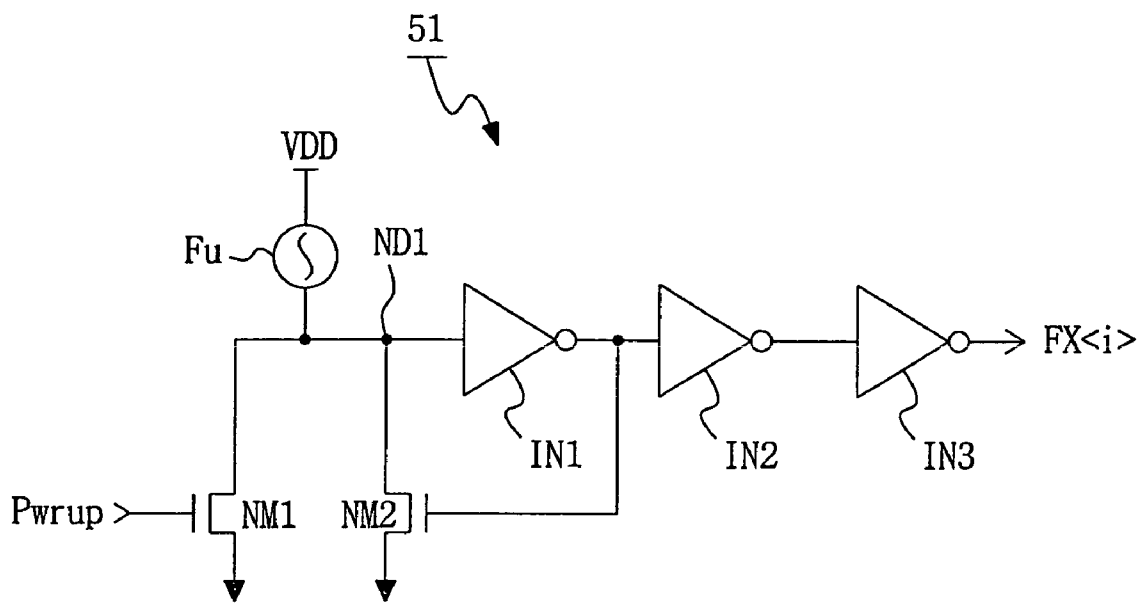 51
VDD
Fu
ND1
FX<i>
IN1
IN2
IN3
Pwrup
NM1
NM2